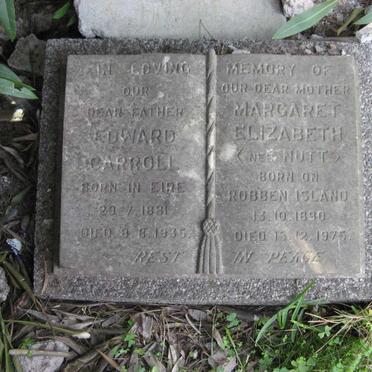 IN LOVING
OUR
DEAR FATHER
EDWARD
CARROLL
BORN IN EIRE
29.7.1881
DIED 9.8.1935
REST
MEMORY OF
OUR DEAR MOTHER
MARGARET
ELIZABETH
<NEE NUTT>
BORN ON
ROBBEN ISLAND
13.10.1890
DIED 15.12.1975
IN PEACE